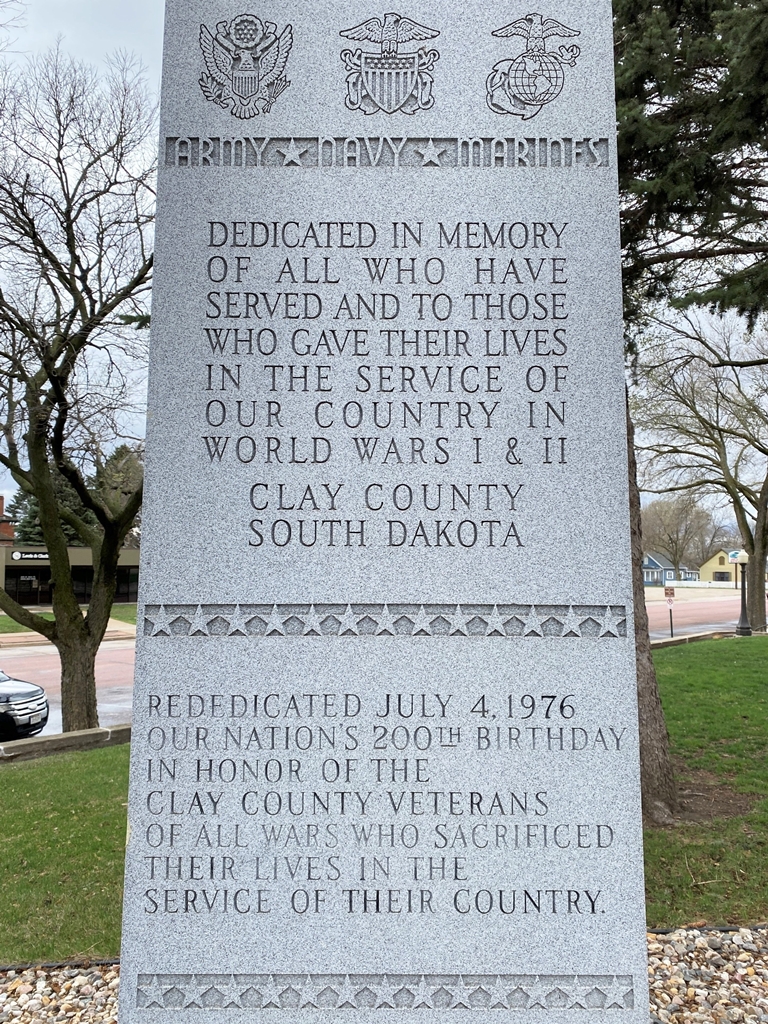 ARMY ★ NAVY ★ MARINES
DEDICATED IN MEMORY
OF ALL WHO HAVE
SERVED AND TO THOSE
WHO GAVE THEIR LIVES
IN THE SERVICE OF
OUR COUNTRY IN
WORLD WARS I & II
CLAY COUNTY
SOUTH DAKOTA
REDEDICATED JULY 4, 1976
OUR NATION'S 200TH BIRTHDAY
IN HONOR OF THE
CLAY COUNTY VETERANS
OF ALL WARS WHO SACRIFICED
THEIR LIVES IN THE
SERVICE OF THEIR COUNTRY.